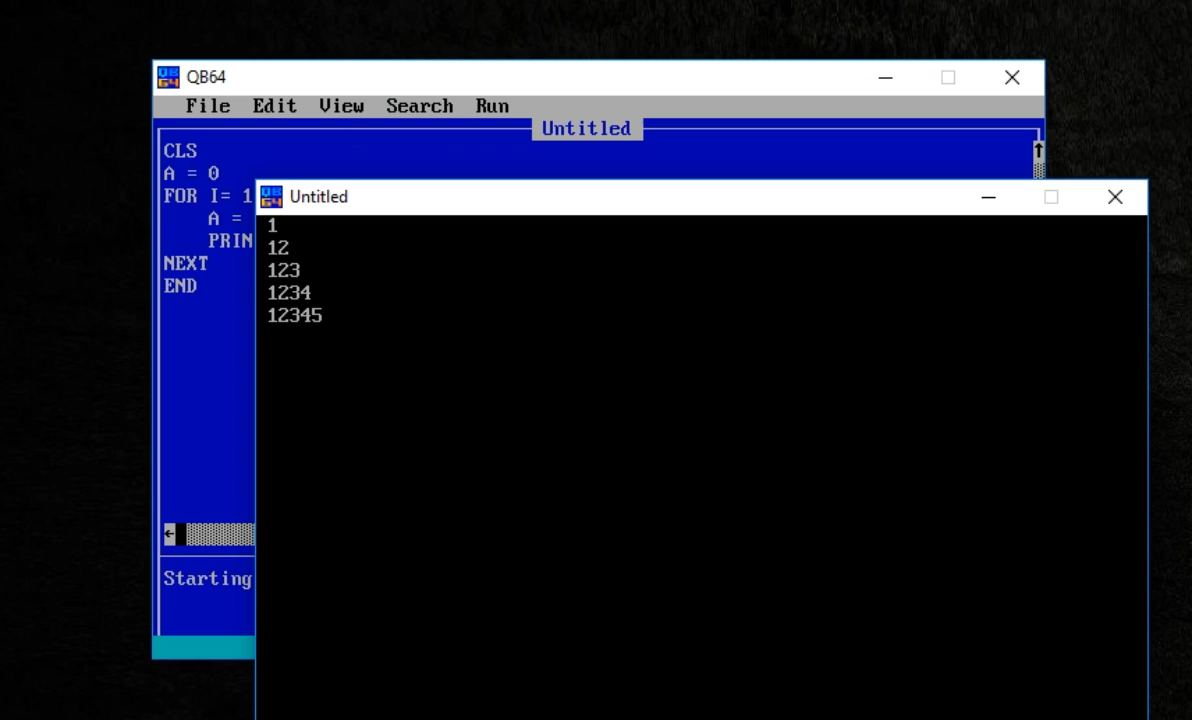 QB64
File Edit View Search Run
Untitled
CLS
A = 0
FOR I= 1
A =
PRIN
NEXT
END
Starting
Untitled
1
12
123
1234
12345